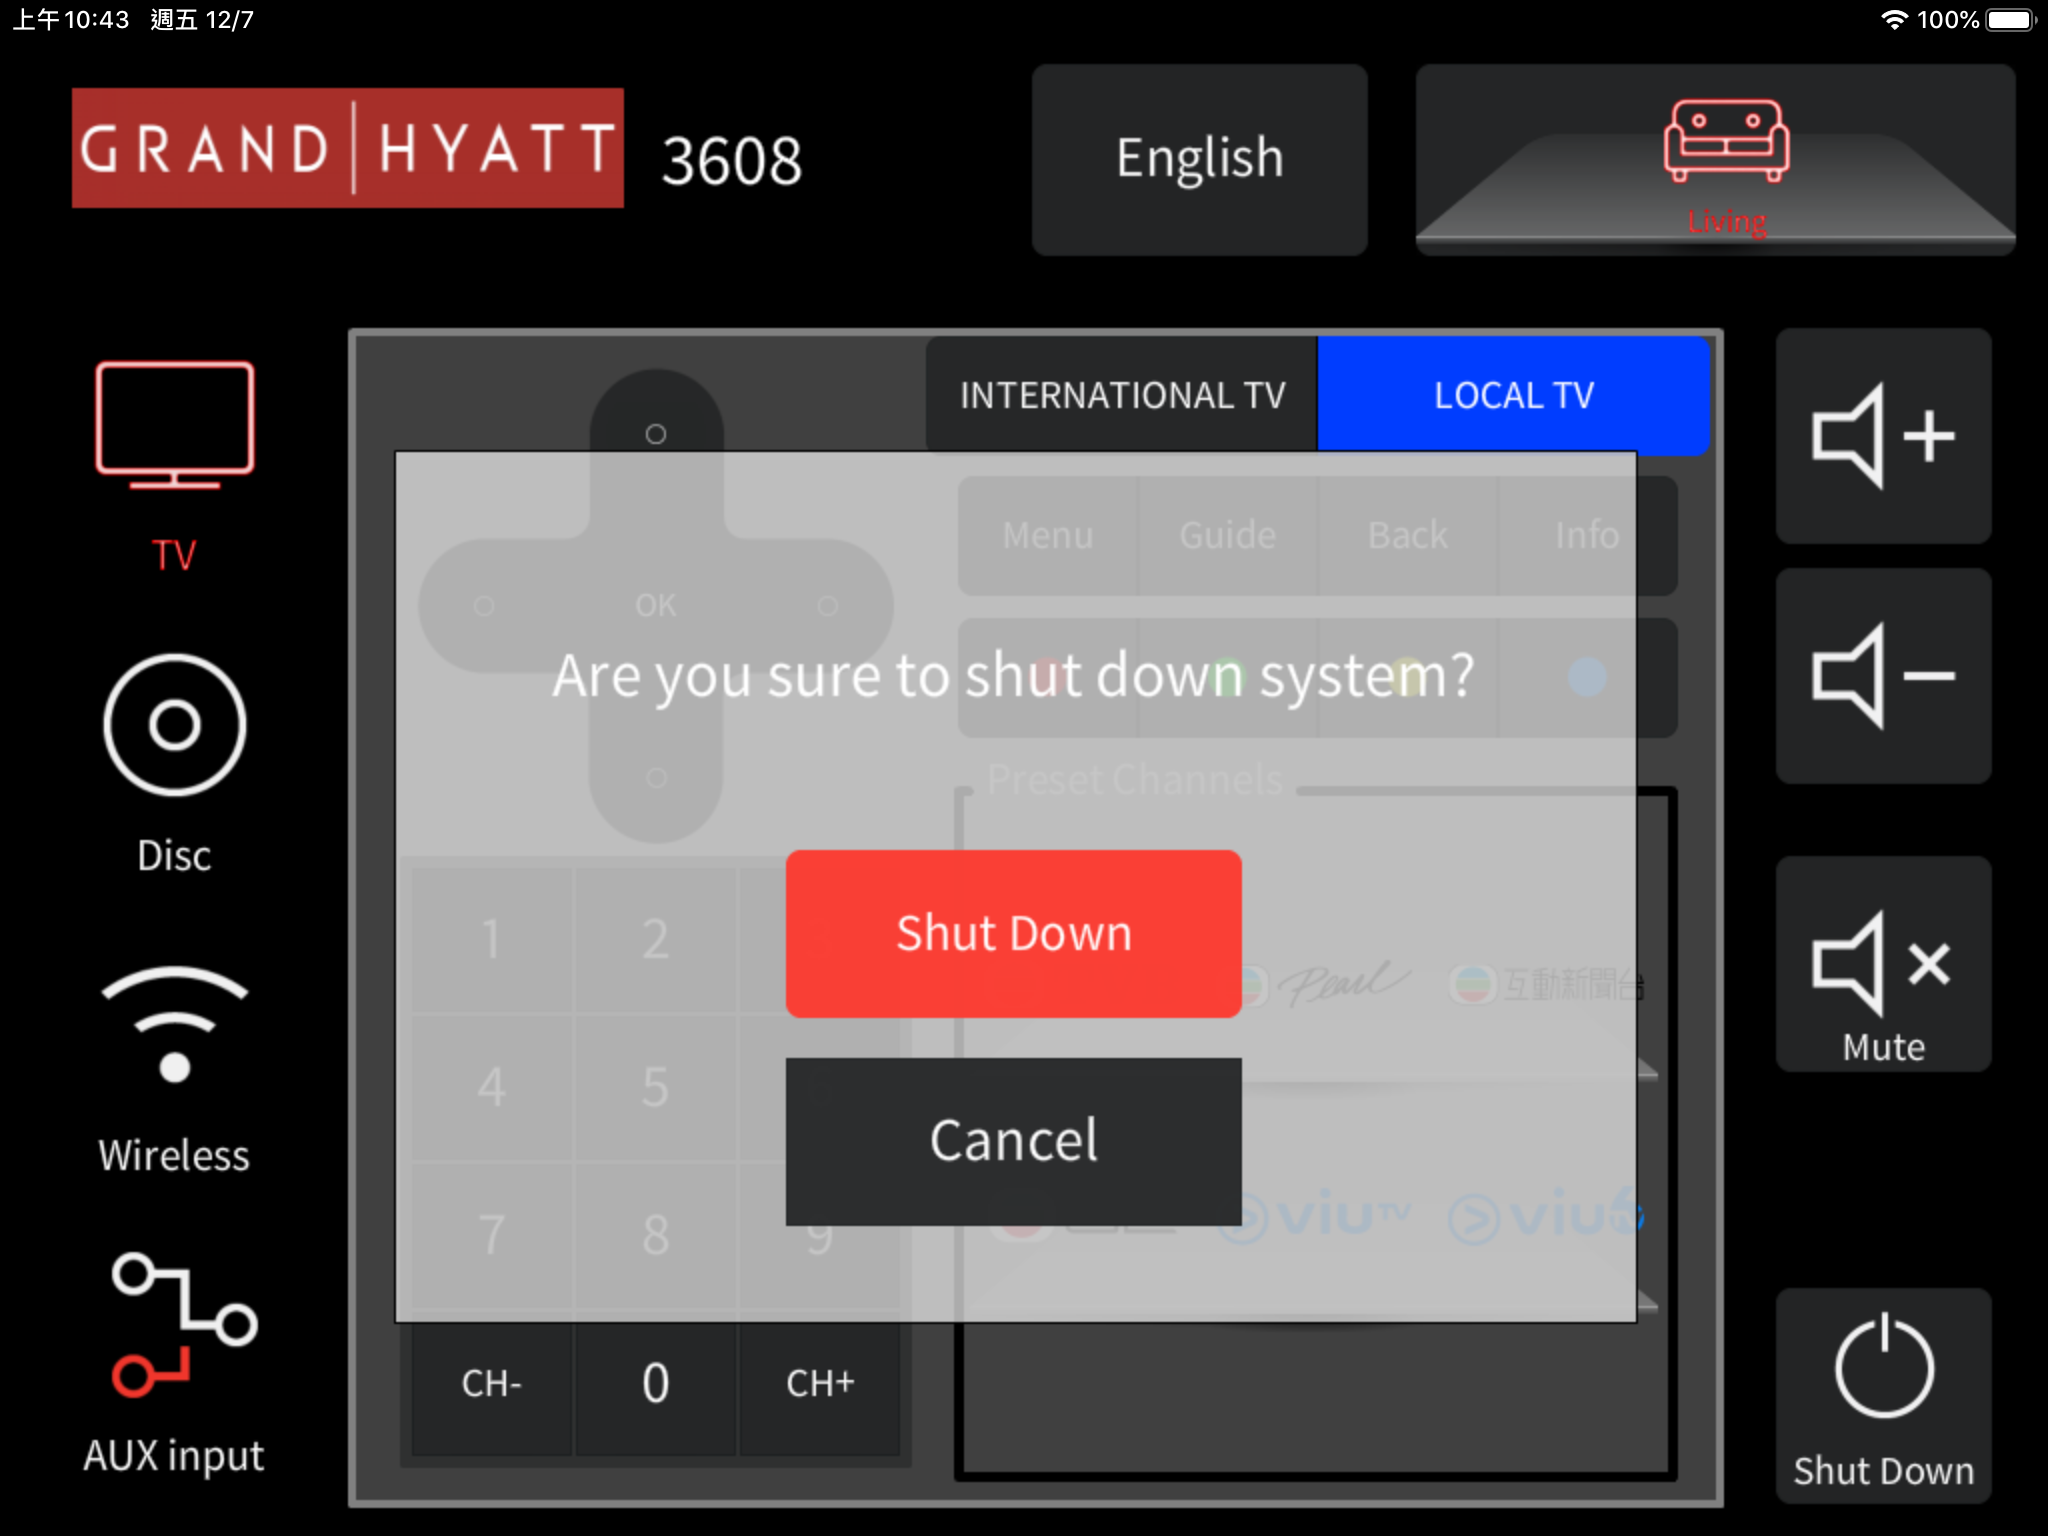 上午10:43 週五 12/7
100%
GRAND HYATT
3608
English
Living
INTERNATIONAL TV
LOCAL TV
TV
Menu
Guide
Back
Info
OK
Are you sure to shut down system?
Preset Channels
Disc
Shut Down
1
2
Pearl
互動新聞台
Mute
4
5
Wireless
Cancel
7
8
9
viu TV
viu
CH-
0
CH+
AUX input
Shut Down